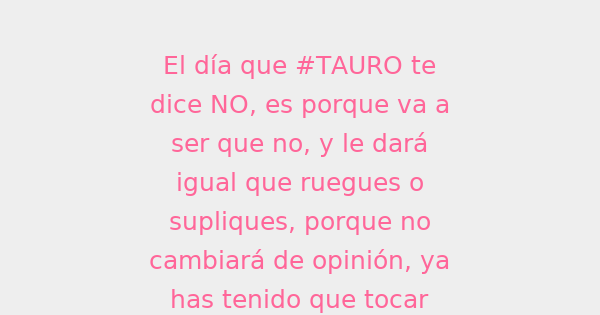 El día que #TAURO te
dice NO, es porque va a
ser que no, y le dará
igual que ruegues o
supliques, porque no
cambiará de opinión, ya
has tenido que tocar